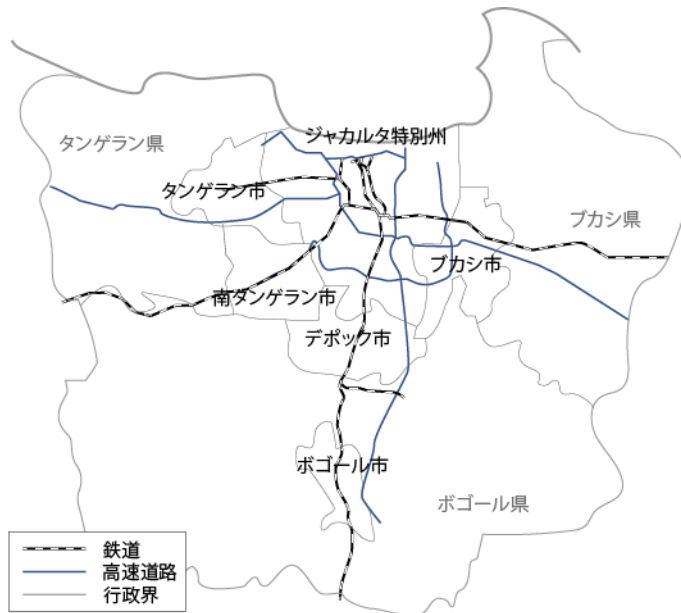 ジャカルタ特別州
タンゲラン県
タンゲラン市
ブカシ県
ブカシ市
南タンゲラン市
デポック市
ボゴール市
ボゴール県
鉄道
高速道路
行政界